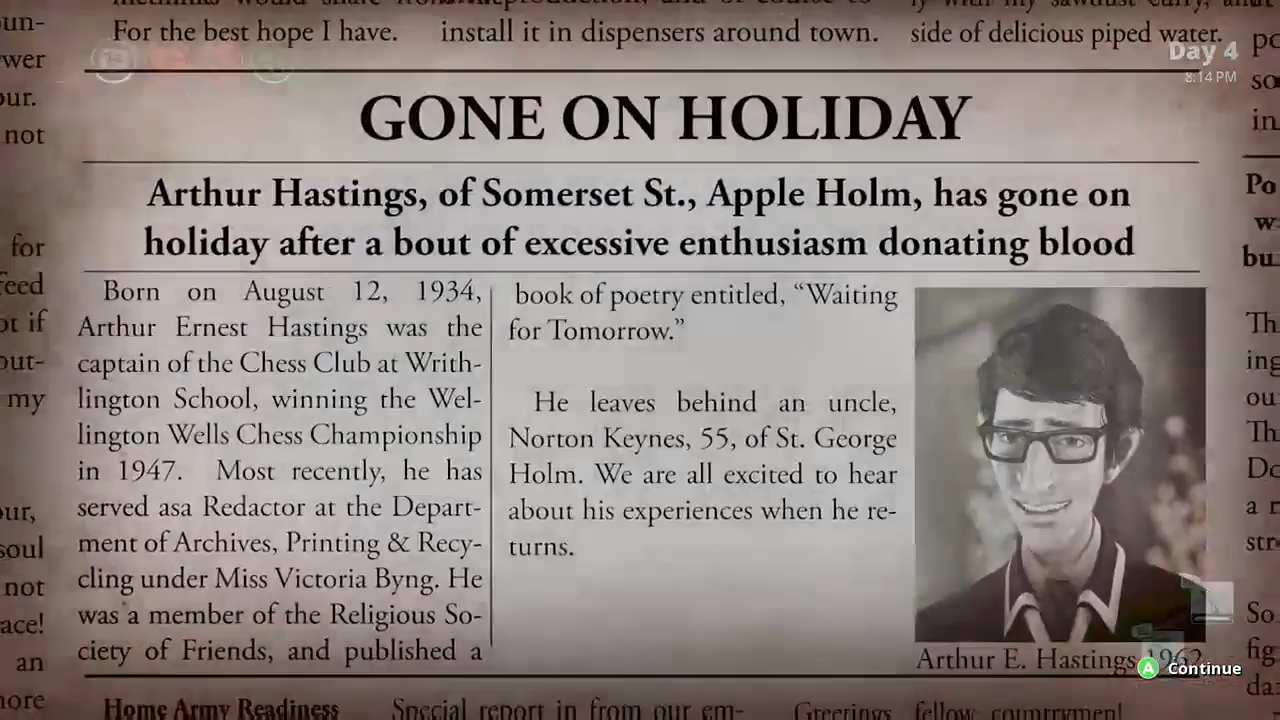 For the best hope I have.
install it in dispensers around town.
side of delicious piped water.
Day 4
8:14 PM
GONE ON HOLIDAY
Arthur Hastings, of Somerset St., Apple Holm, has gone on
holiday after a bout of excessive enthusiasm donating blood
Born on August 12, 1934,
Arthur Ernest Hastings was the
captain of the Chess Club at Writh-
lington School, winning the Wel-
lington Wells Chess Championship
in 1947. Most recently, he has
served asa Redactor at the Depart-
ment of Archives, Printing & Recy-
cling under Miss Victoria Byng. He
was a member of the Religious So-
ciety of Friends, and published a
book of poetry entitled, “Waiting
for Tomorrow.”
He leaves behind an uncle,
Norton Keynes, 55, of St. George
Holm. We are all excited to hear
about his experiences when he re-
turns.
Arthur E. Hastings 1962
A Continue
Home Army Readiness
Special report in from our em-
Greetings fellow countrymen!
for
not
my
soul
not
an